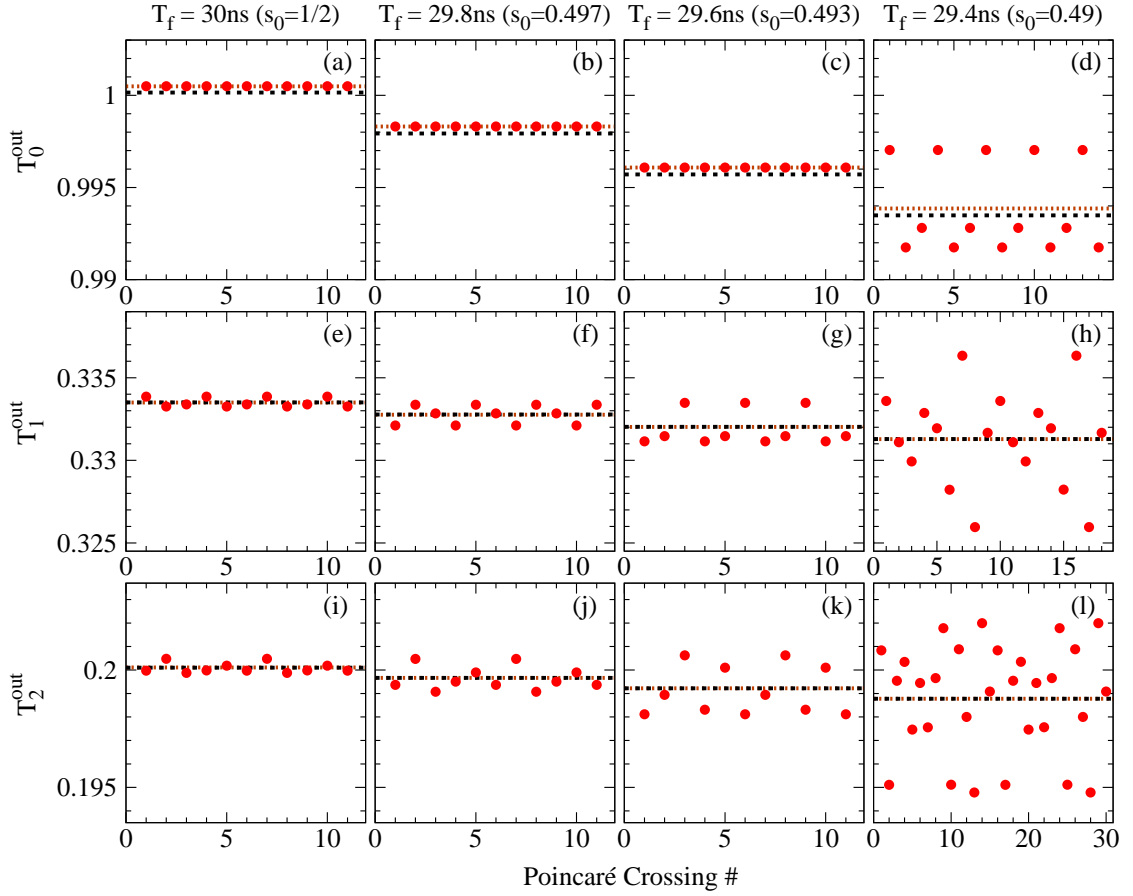 T_f = 30ns (s_0=1/2) T_f = 29.8ns (s_0=0.497) T_f = 29.6ns (s_0=0.493) T_f = 29.4ns (s_0=0.49)
(a) (b) (c) (d)
1
0.995
0.99
T_0^out
0 5 10 0 5 10 0 5 10 0 5 10
(e) (f) (g) (h)
0.335
0.33
0.325
T_1^out
0 5 10 0 5 10 0 5 10 0 5 10 15
(i) (j) (k) (l)
0.2
0.195
T_2^out
0 5 10 0 5 10 0 5 10 0 10 20 30
Poincaré Crossing #